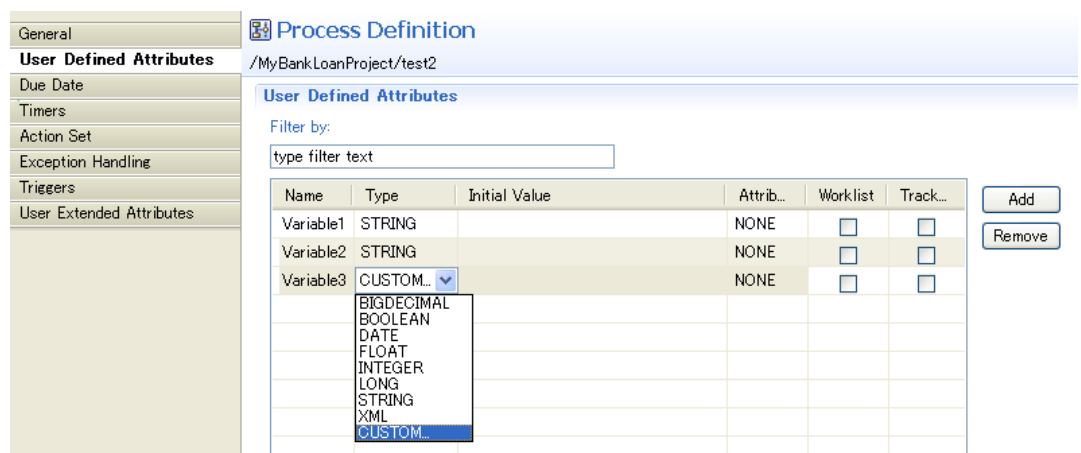 General
User Defined Attributes
Due Date
Timers
Action Set
Exception Handling
Triggers
User Extended Attributes
Process Definition
/MyBankLoanProject/test2
User Defined Attributes
Filter by:
type filter text
Name Type Initial Value Attrib... Worklist Track...
Variable1 STRING NONE
Variable2 STRING NONE
Variable3 CUSTOM... NONE
BIGDECIMAL
BOOLEAN
DATE
FLOAT
INTEGER
LONG
STRING
XML
CUSTOM...
Add
Remove